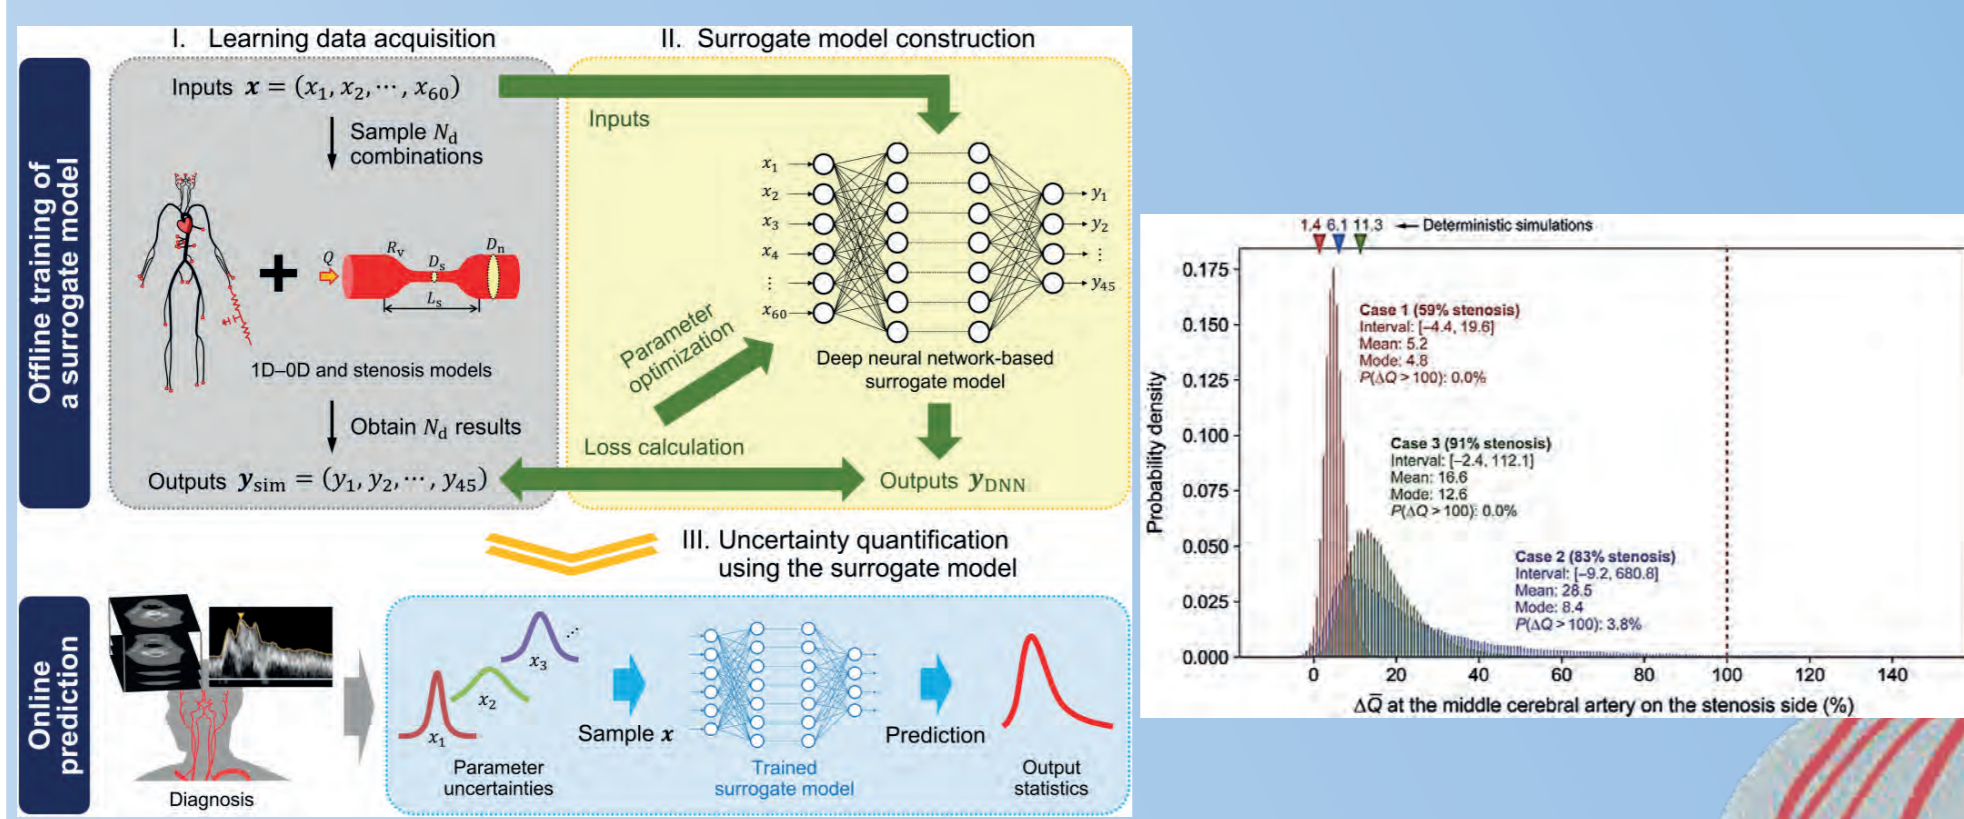 I. Learning data acquisition
II. Surrogate model construction
Offline training of
a surrogate model
Inputs x = (x₁, x₂, ⋯, x₆₀)
Sample N_d
combinations
Q
R_v
D_s
D_n
L_s
1D–0D and stenosis models
Obtain N_d results
Outputs y_sim = (y₁, y₂, ⋯, y₄₅)
Inputs
x₁
x₂
x₃
x₄
⋮
x₆₀
y₁
y₂
⋮
y₄₅
Parameter
optimization
Deep neural network-based
surrogate model
Loss calculation
Outputs y_DNN
III. Uncertainty quantification
using the surrogate model
Online
prediction
Diagnosis
x₁
x₂
x₃
⋰
Parameter
uncertainties
Sample x
Trained
surrogate model
Prediction
Output
statistics
1.4 6.1 11.3 ← Deterministic simulations
Probability density
0.175
0.150
0.125
0.100
0.075
0.050
0.025
0.000
Case 1 (59% stenosis)
Interval: [–4.4, 19.6]
Mean: 5.2
Mode: 4.8
P(ΔQ > 100): 0.0%
Case 3 (91% stenosis)
Interval: [–2.4, 112.1]
Mean: 16.6
Mode: 12.6
P(ΔQ > 100): 0.0%
Case 2 (83% stenosis)
Interval: [–9.2, 680.8]
Mean: 28.5
Mode: 8.4
P(ΔQ > 100): 3.8%
0 20 40 60 80 100 120 140
ΔQ̅ at the middle cerebral artery on the stenosis side (%)